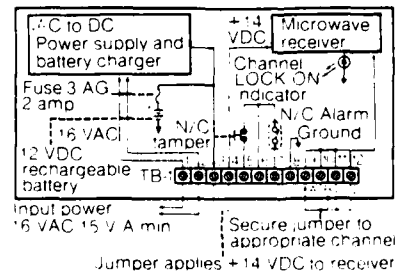 AC to DC
Power supply and
battery charger
+ 14
VDC
Microwave
receiver
Channel
LOCK ON
indicator
Fuse 3 AG
2 amp
16 VAC
N/C
tamper
N/C Alarm
Ground
12 VDC
rechargeable
battery
TB-1
Input power
16 VAC 15 V A min
Secure jumper to
appropriate channel
Jumper applies + 14 VDC to receiver